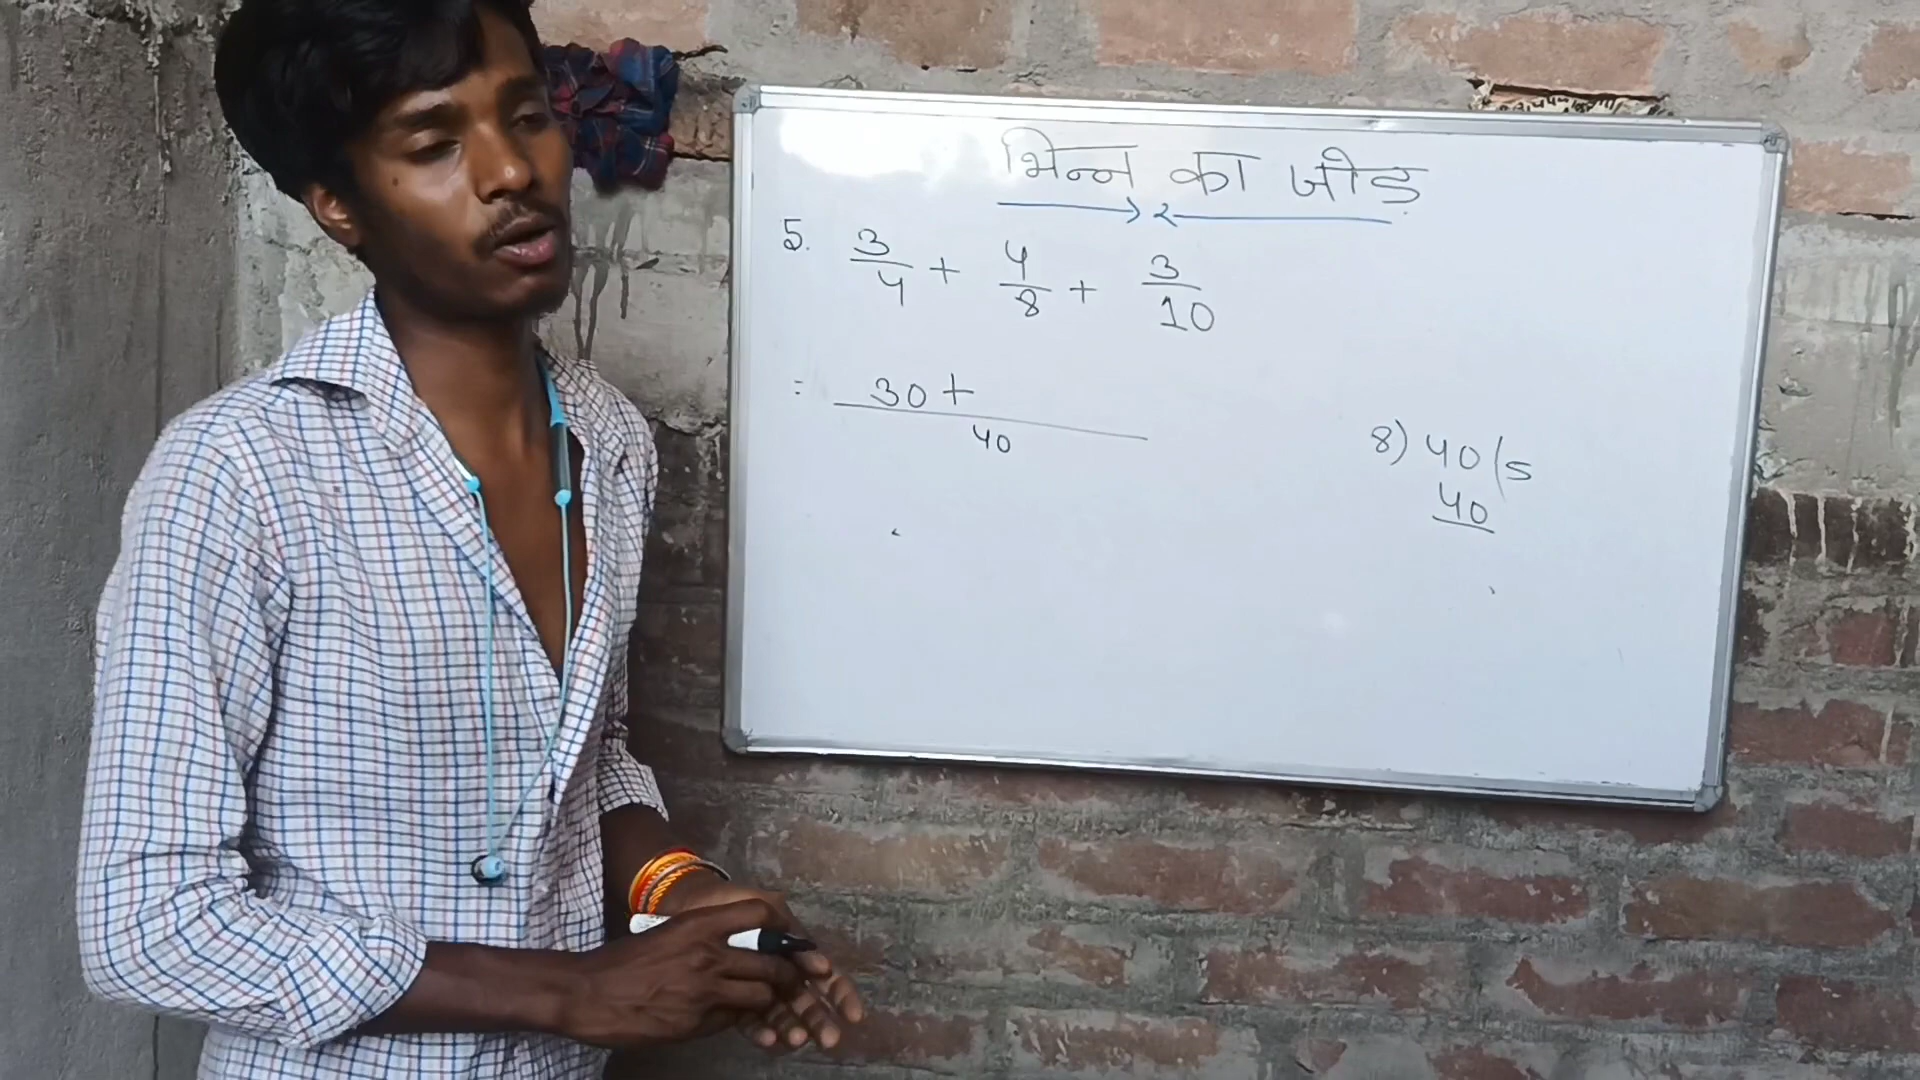 भिन्न का जोड़
5. 3/4 + 4/8 + 3/10
= 30 + / 40
8) 40 (5
40